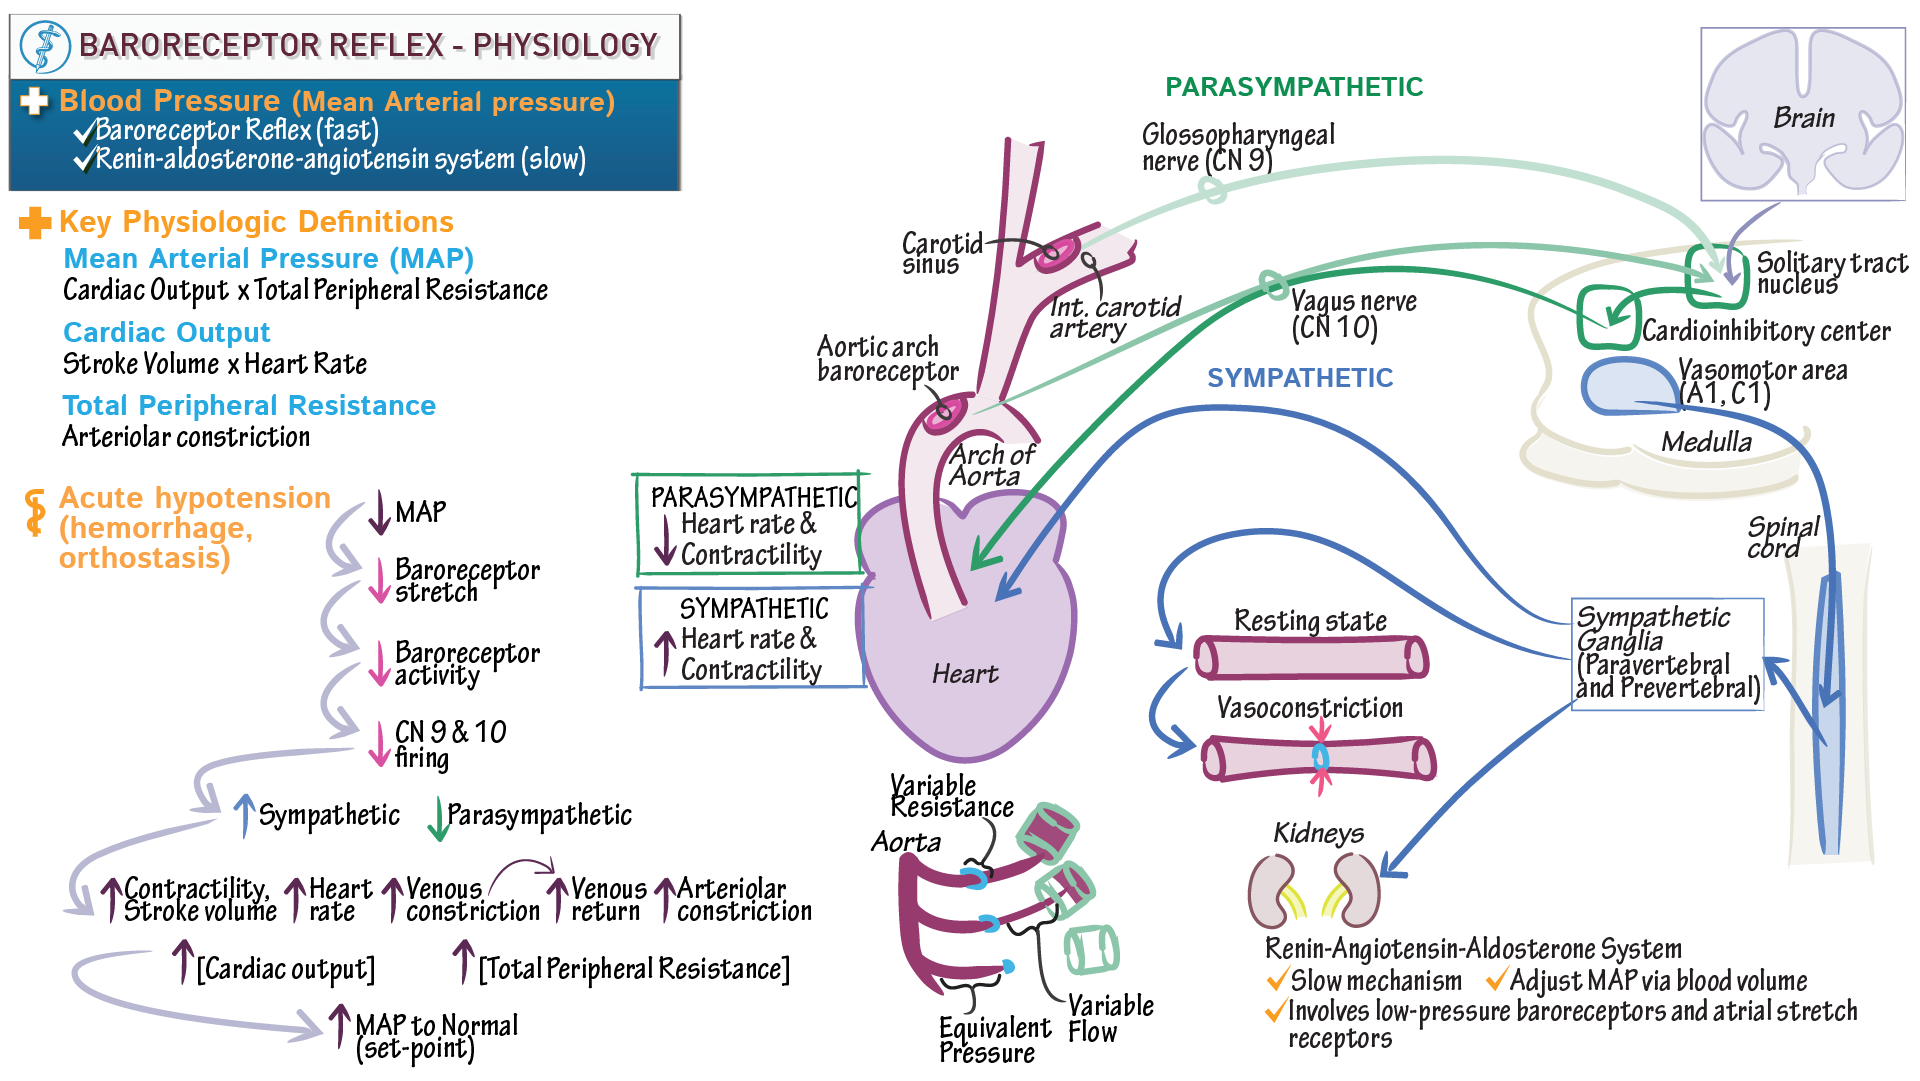 BARORECEPTOR REFLEX - PHYSIOLOGY
Blood Pressure (Mean Arterial pressure)
Baroreceptor Reflex (fast)
Renin-aldosterone-angiotensin system (slow)
Key Physiologic Definitions
Mean Arterial Pressure (MAP)
Cardiac Output x Total Peripheral Resistance
Cardiac Output
Stroke Volume x Heart Rate
Total Peripheral Resistance
Arteriolar constriction
Acute hypotension
(hemorrhage,
orthostasis)
MAP
Baroreceptor
stretch
Baroreceptor
activity
CN 9 & 10
firing
Sympathetic
Parasympathetic
Contractility,
Stroke volume
Heart
rate
Venous
constriction
Venous
return
Arteriolar
constriction
[Cardiac output]
[Total Peripheral Resistance]
MAP to Normal
(set-point)
PARASYMPATHETIC
Heart rate &
Contractility
SYMPATHETIC
Heart rate &
Contractility
PARASYMPATHETIC
Glossopharyngeal
nerve (CN 9)
Carotid
sinus
Int. carotid
artery
Vagus nerve
(CN 10)
Aortic arch
baroreceptor
Arch of
Aorta
Heart
SYMPATHETIC
Brain
Solitary tract
nucleus
Cardioinhibitory center
Vasomotor area
(A1, C1)
Medulla
Spinal
cord
Sympathetic
Ganglia
(Paravertebral
and Prevertebral)
Resting state
Vasoconstriction
Variable
Resistance
Aorta
Equivalent
Pressure
Variable
Flow
Kidneys
Renin-Angiotensin-Aldosterone System
Slow mechanism
Adjust MAP via blood volume
Involves low-pressure baroreceptors and atrial stretch
receptors